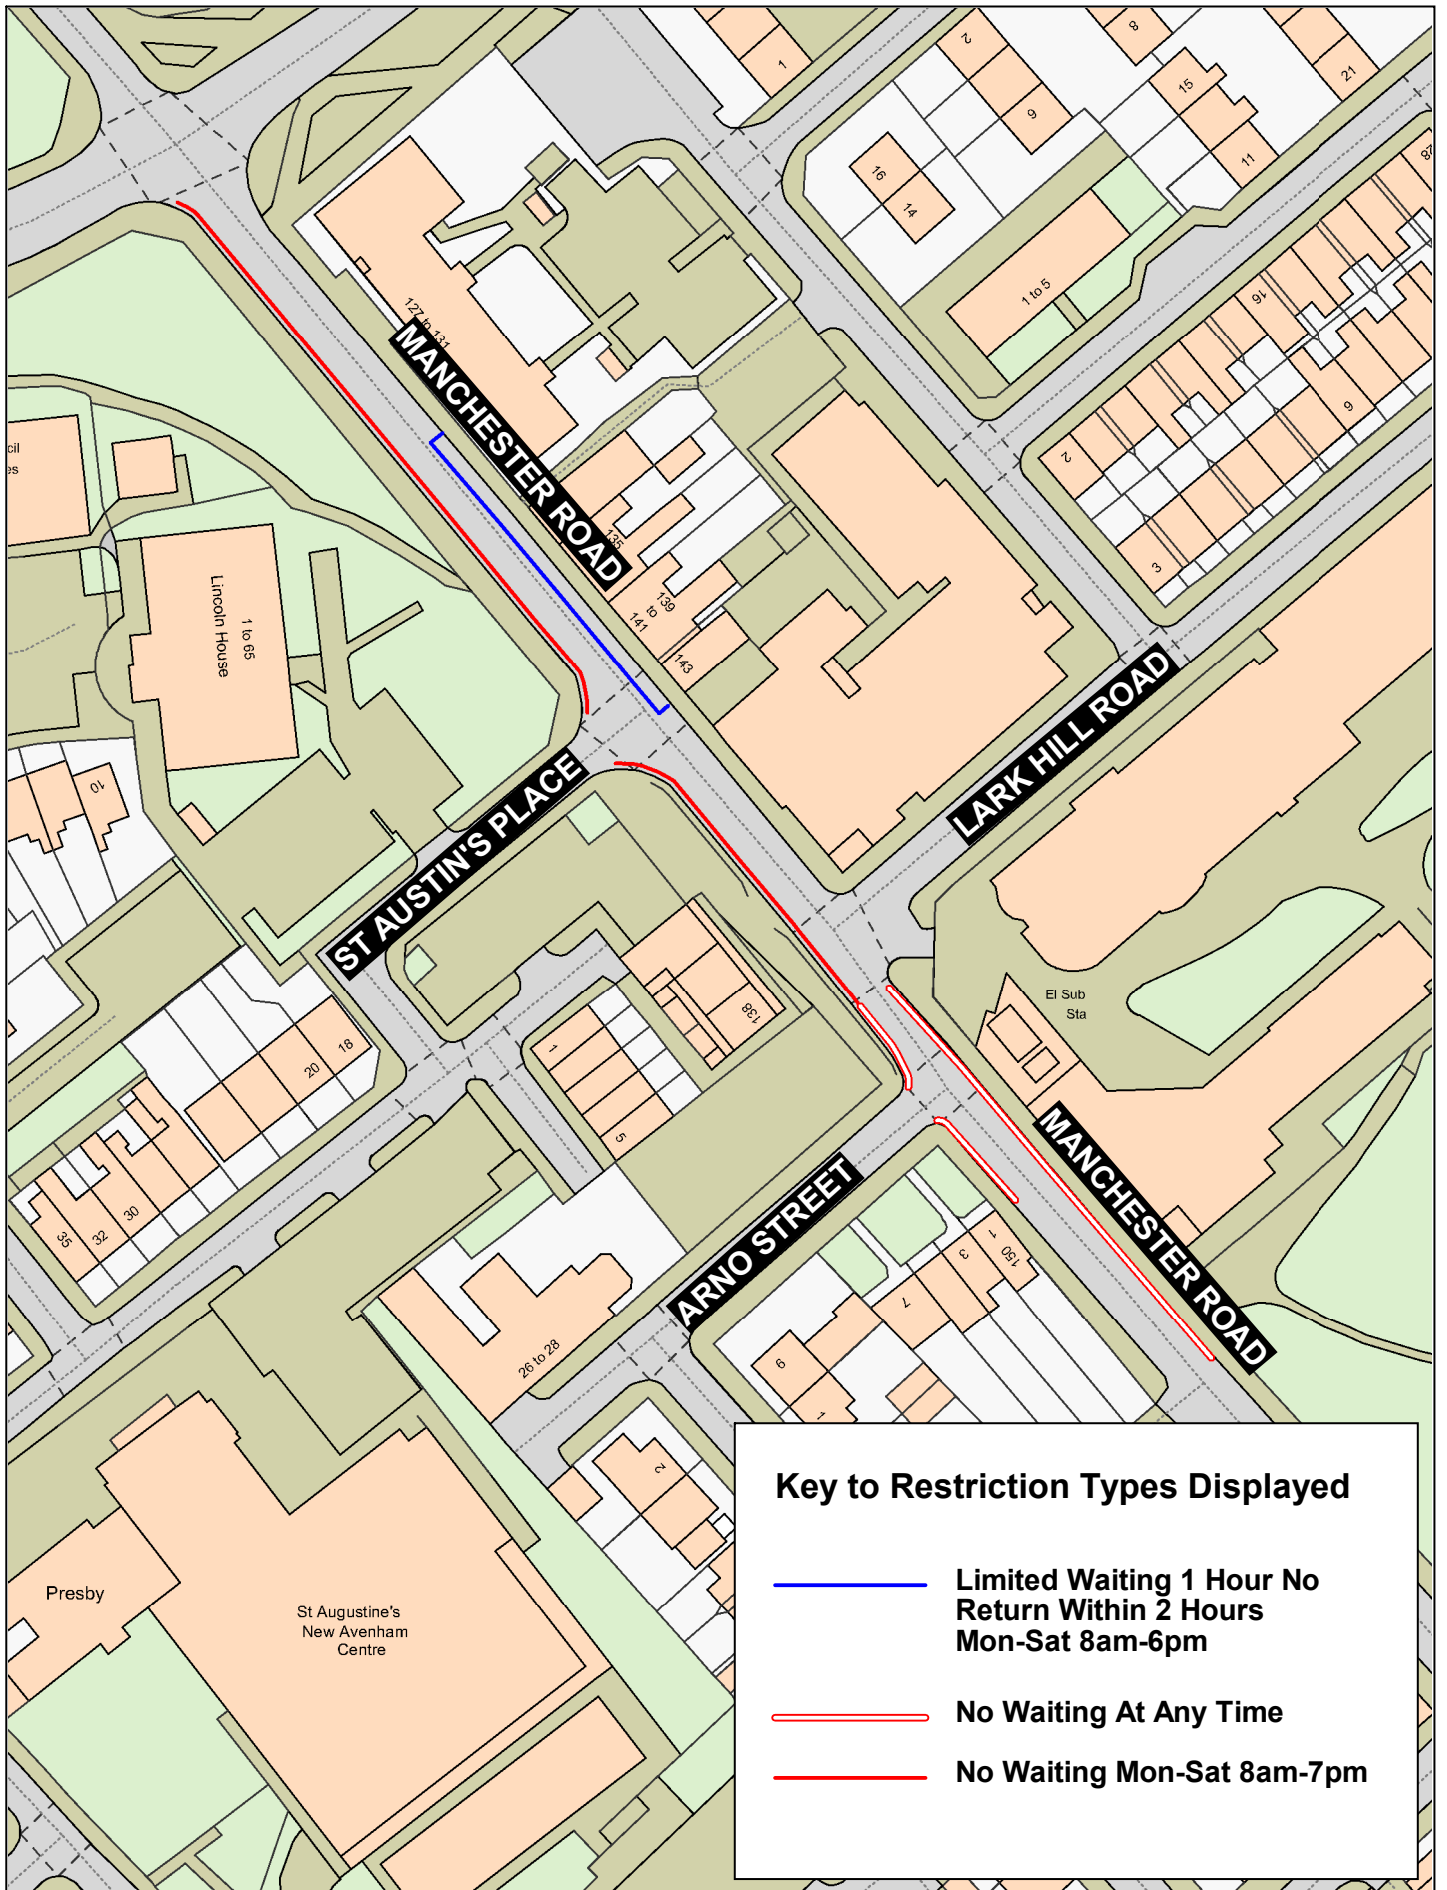 1
2
6
8
15
21
11
28
16
14
1 to 5
16
6
2
3
127 to 131
MANCHESTER ROAD
135
139
to
141
143
cil
es
Lincoln House
1 to 65
10
ST AUSTIN'S PLACE
LARK HILL ROAD
138
El Sub
Sta
1
5
18
20
30
32
35
MANCHESTER ROAD
ARNO STREET
1
150
3
7
9
1
26 to 28
2
Presby
St Augustine's
New Avenham
Centre
Key to Restriction Types Displayed
Limited Waiting 1 Hour No
Return Within 2 Hours
Mon-Sat 8am-6pm
No Waiting At Any Time
No Waiting Mon-Sat 8am-7pm